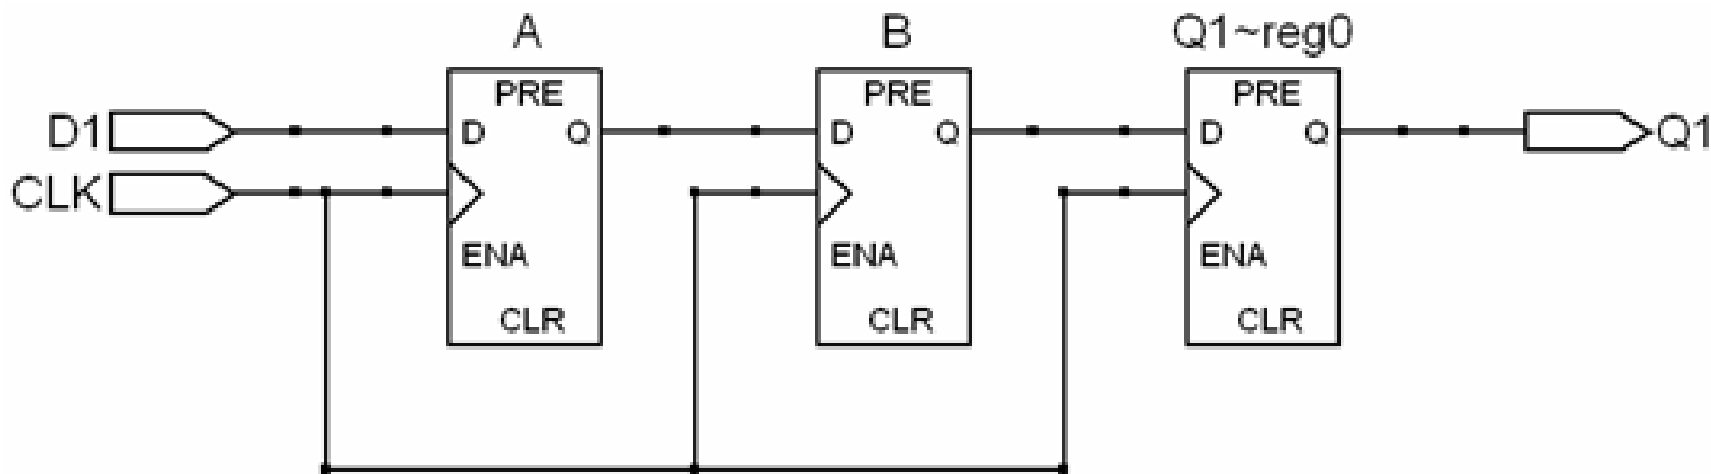 A B Q1~reg0
PRE PRE PRE
D1 D Q D Q D Q Q1
CLK
ENA ENA ENA
CLR CLR CLR